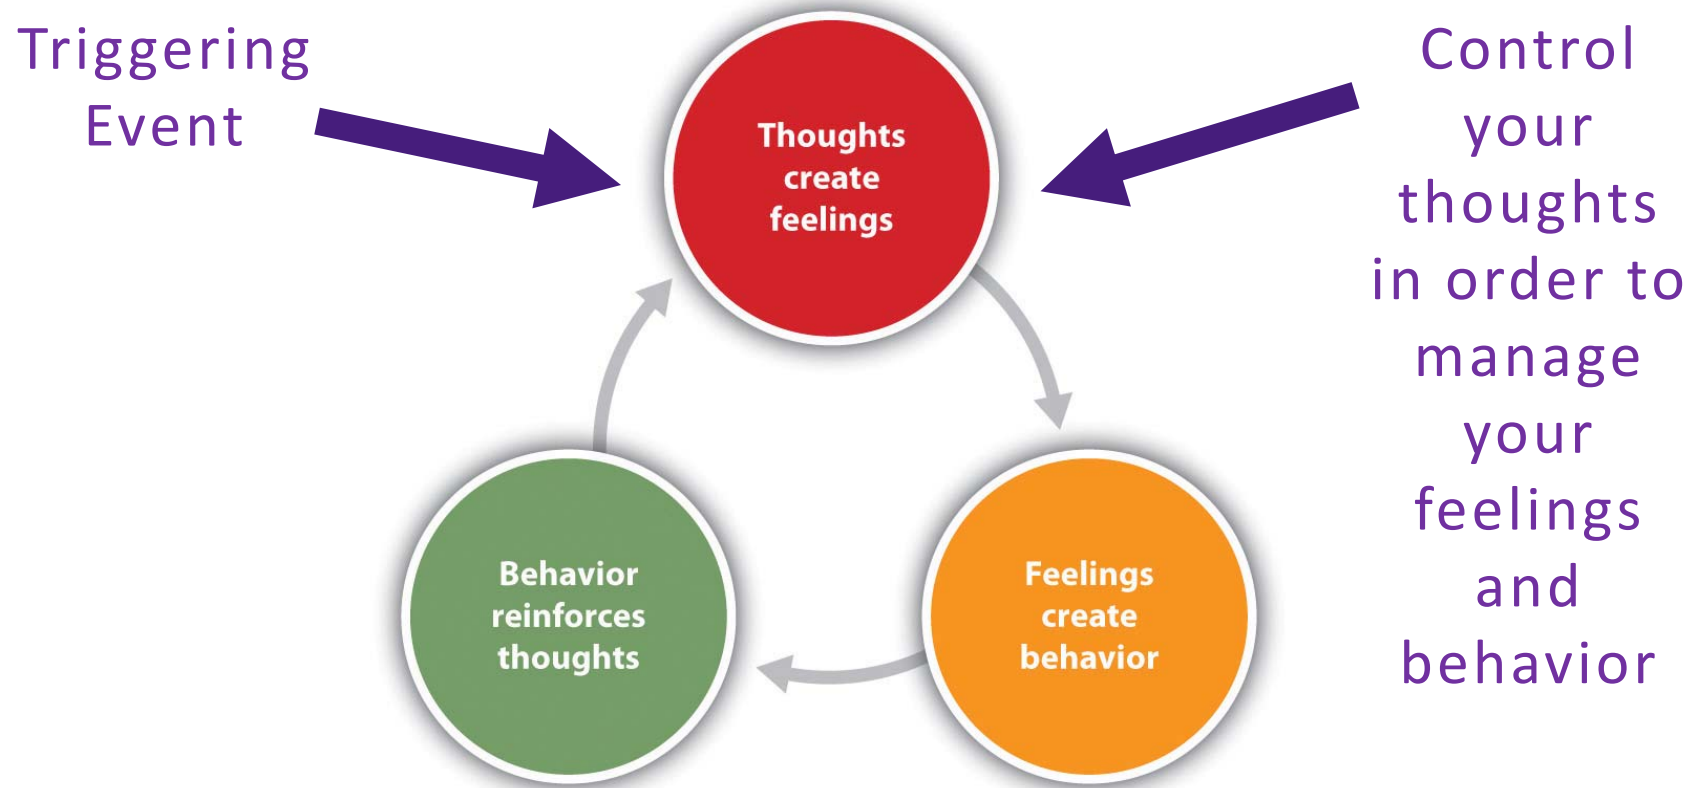 Triggering
Event
Thoughts
create
feelings
Control
your
thoughts
in order to
manage
your
feelings
and
behavior
Behavior
reinforces
thoughts
Feelings
create
behavior